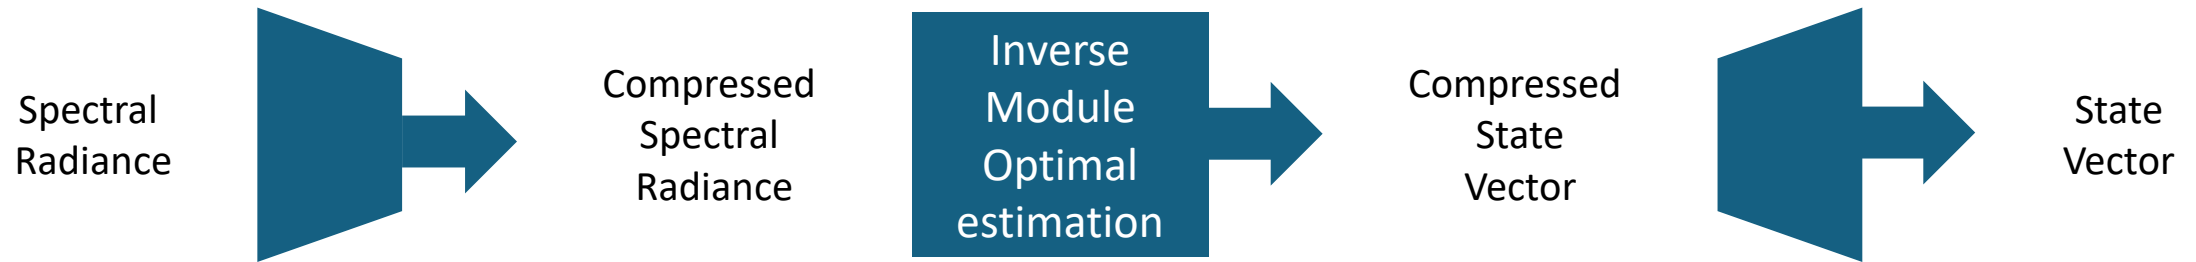 Spectral
Radiance
Compressed
Spectral
Radiance
Inverse
Module
Optimal
estimation
Compressed
State
Vector
State
Vector